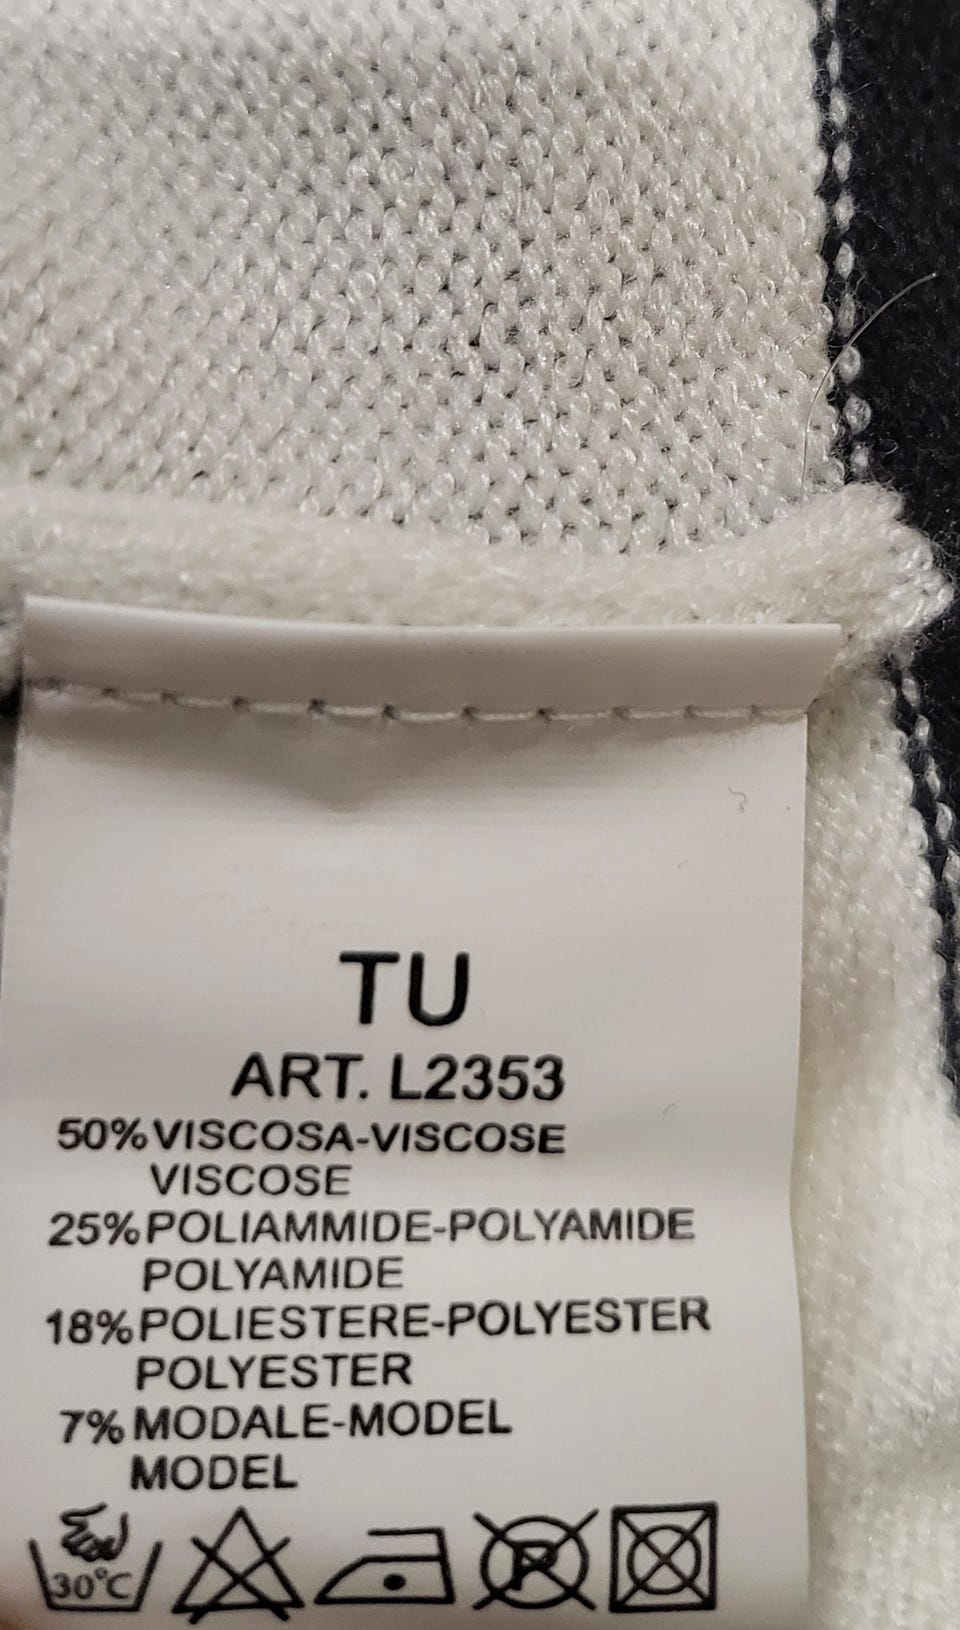 TU
ART. L2353
50% VISCOSA-VISCOSE
VISCOSE
25% POLIAMMIDE-POLYAMIDE
POLYAMIDE
18% POLIESTERE-POLYESTER
POLYESTER
7% MODALE-MODEL
MODEL
30°C P